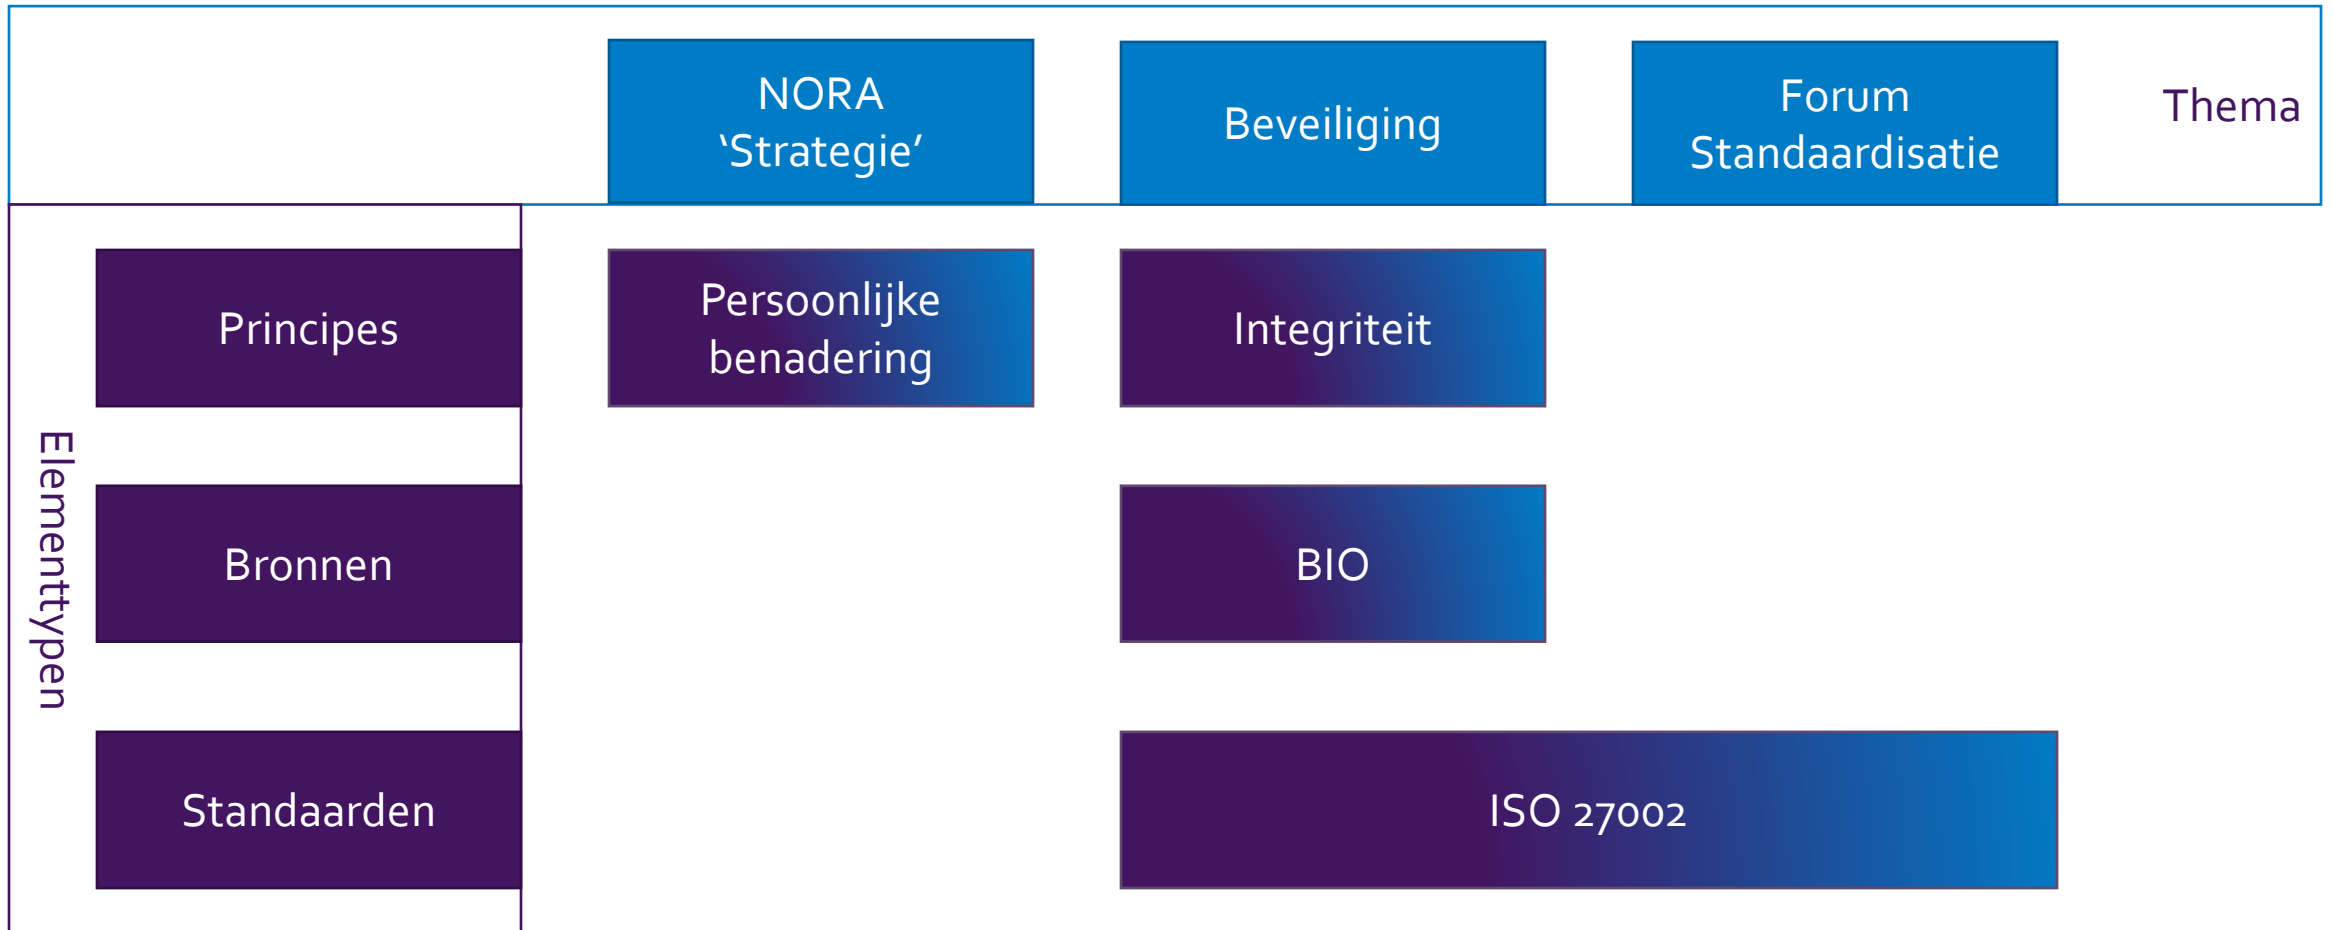 NORA
‘Strategie’
Beveiliging
Forum
Standaardisatie
Thema
Elementtypen
Principes
Persoonlijke
benadering
Integriteit
Bronnen
BIO
Standaarden
ISO 27002